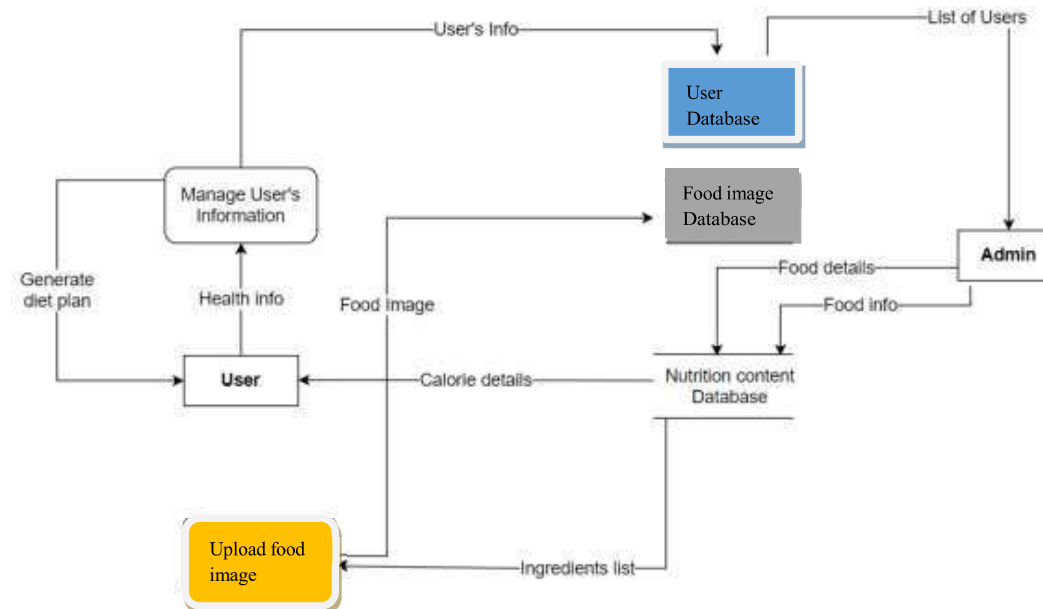 User's Info
List of Users
User
Database
Manage User's
Information
Food image
Database
Admin
Food details
Generate
diet plan
Health info
Food Image
Food info
User
Calorie details
Nutrition content
Database
Upload food
image
Ingredients list